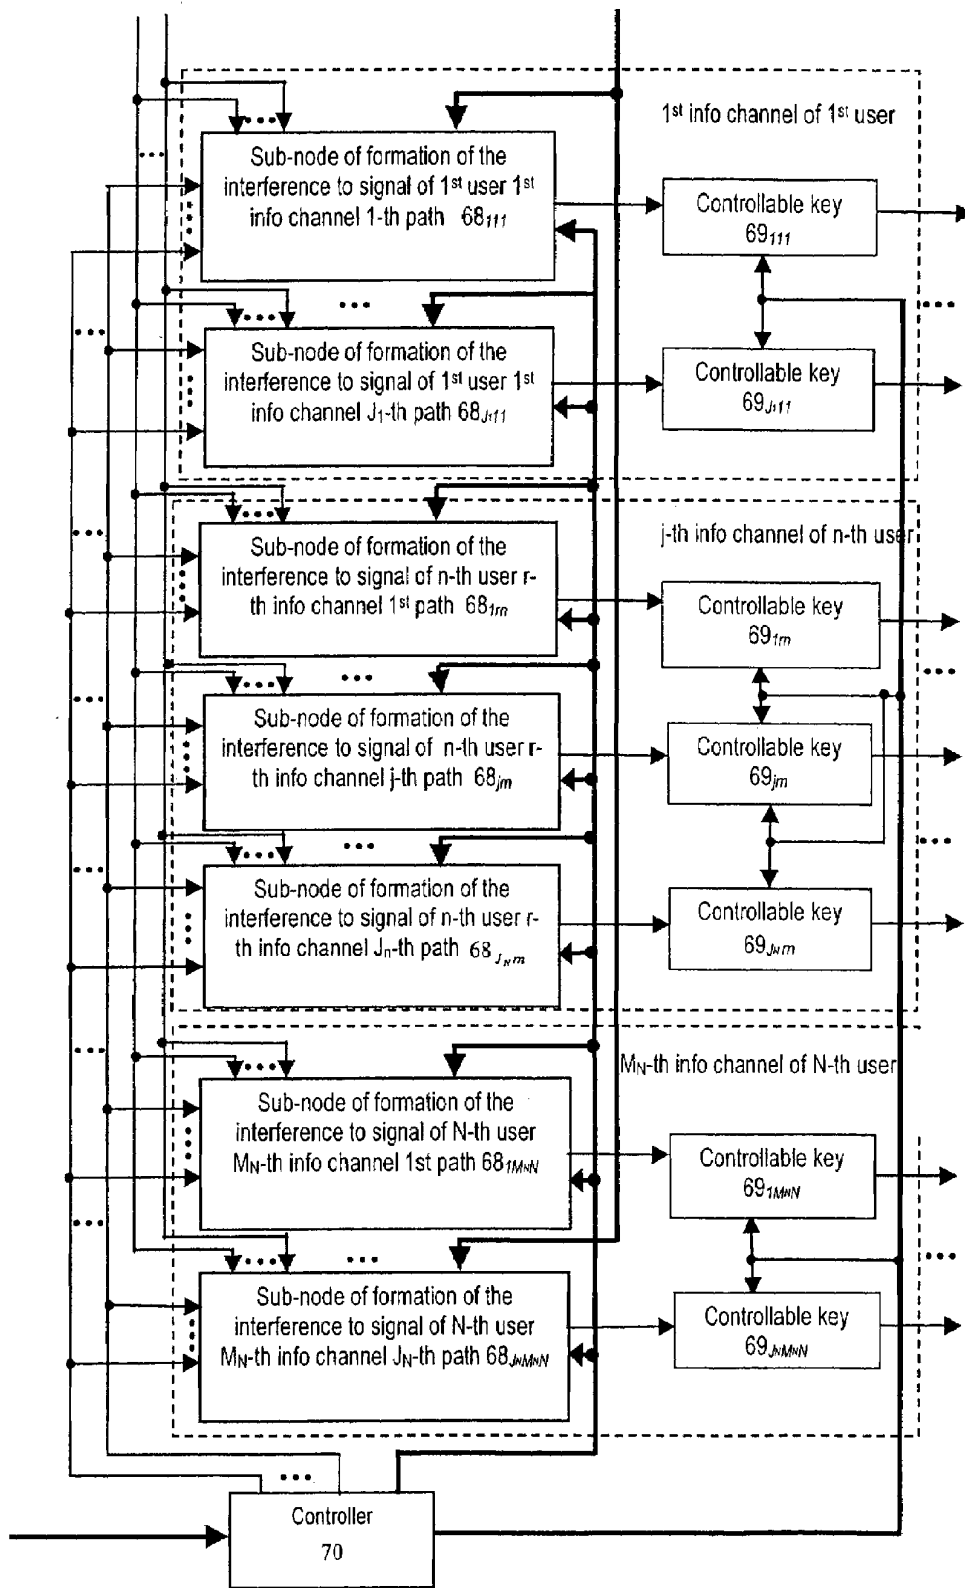 1st info channel of 1st user
Sub-node of formation of the
interference to signal of 1st user 1st
info channel 1-th path 68111
Controllable key
69111
Sub-node of formation of the
interference to signal of 1st user 1st
info channel J1-th path 68J111
Controllable key
69J111
j-th info channel of n-th user
Sub-node of formation of the
interference to signal of n-th user r-
th info channel 1st path 681rn
Controllable key
691rn
Sub-node of formation of the
interference to signal of n-th user r-
th info channel j-th path 68jrn
Controllable key
69jrn
Sub-node of formation of the
interference to signal of n-th user r-
th info channel Jn-th path 68JNrn
Controllable key
69JNrn
MN-th info channel of N-th user
Sub-node of formation of the
interference to signal of N-th user
MN-th info channel 1st path 681MNN
Controllable key
691MNN
Sub-node of formation of the
interference to signal of N-th user
MN-th info channel JN-th path 68JNMNN
Controllable key
69JNMNN
Controller
70